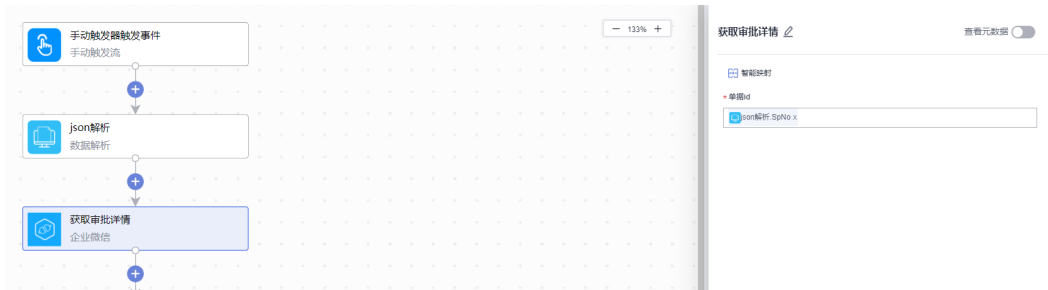 手动触发器触发事件
手动触发流
json解析
数据解析
获取审批详情
企业微信
− 133% +
获取审批详情
查看元数据
智能映射
* 单据id
json解析.SpNo x